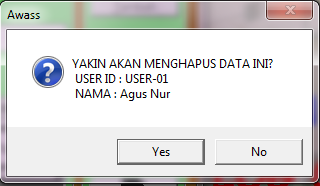 Awass
YAKIN AKAN MENGHAPUS DATA INI?
USER ID : USER-01
NAMA : Agus Nur
Yes
No